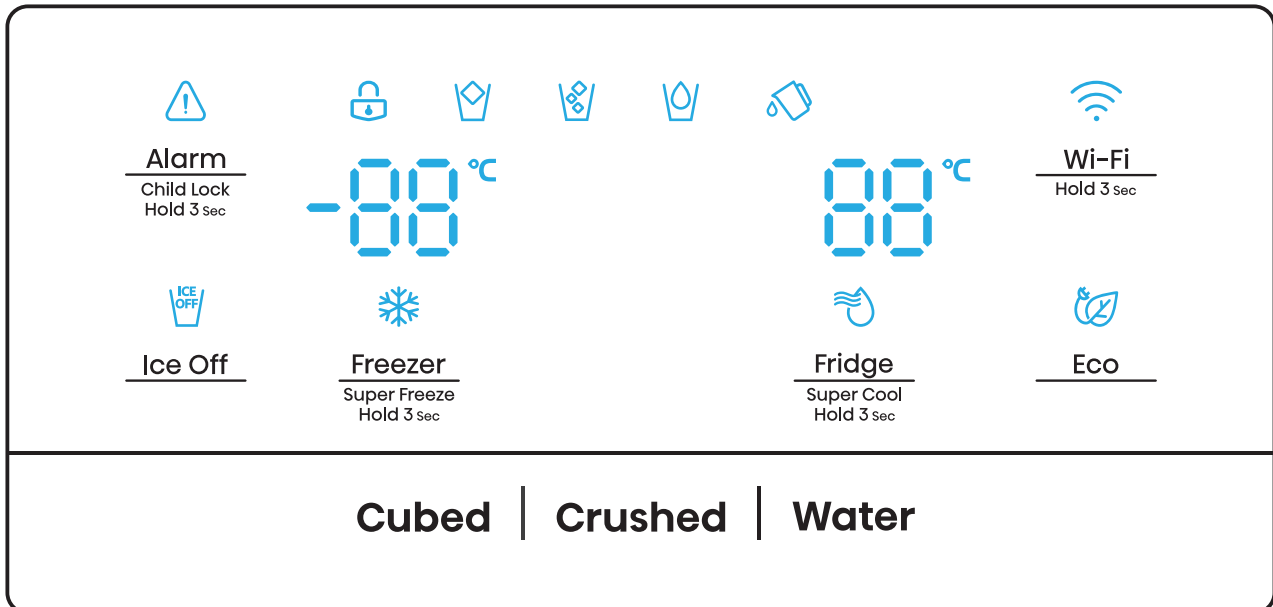 Alarm
Child Lock
Hold 3 Sec
-88 °C
88 °C
Wi-Fi
Hold 3 Sec
ICE
OFF
Ice Off
Freezer
Super Freeze
Hold 3 Sec
Fridge
Super Cool
Hold 3 Sec
Eco
Cubed | Crushed | Water